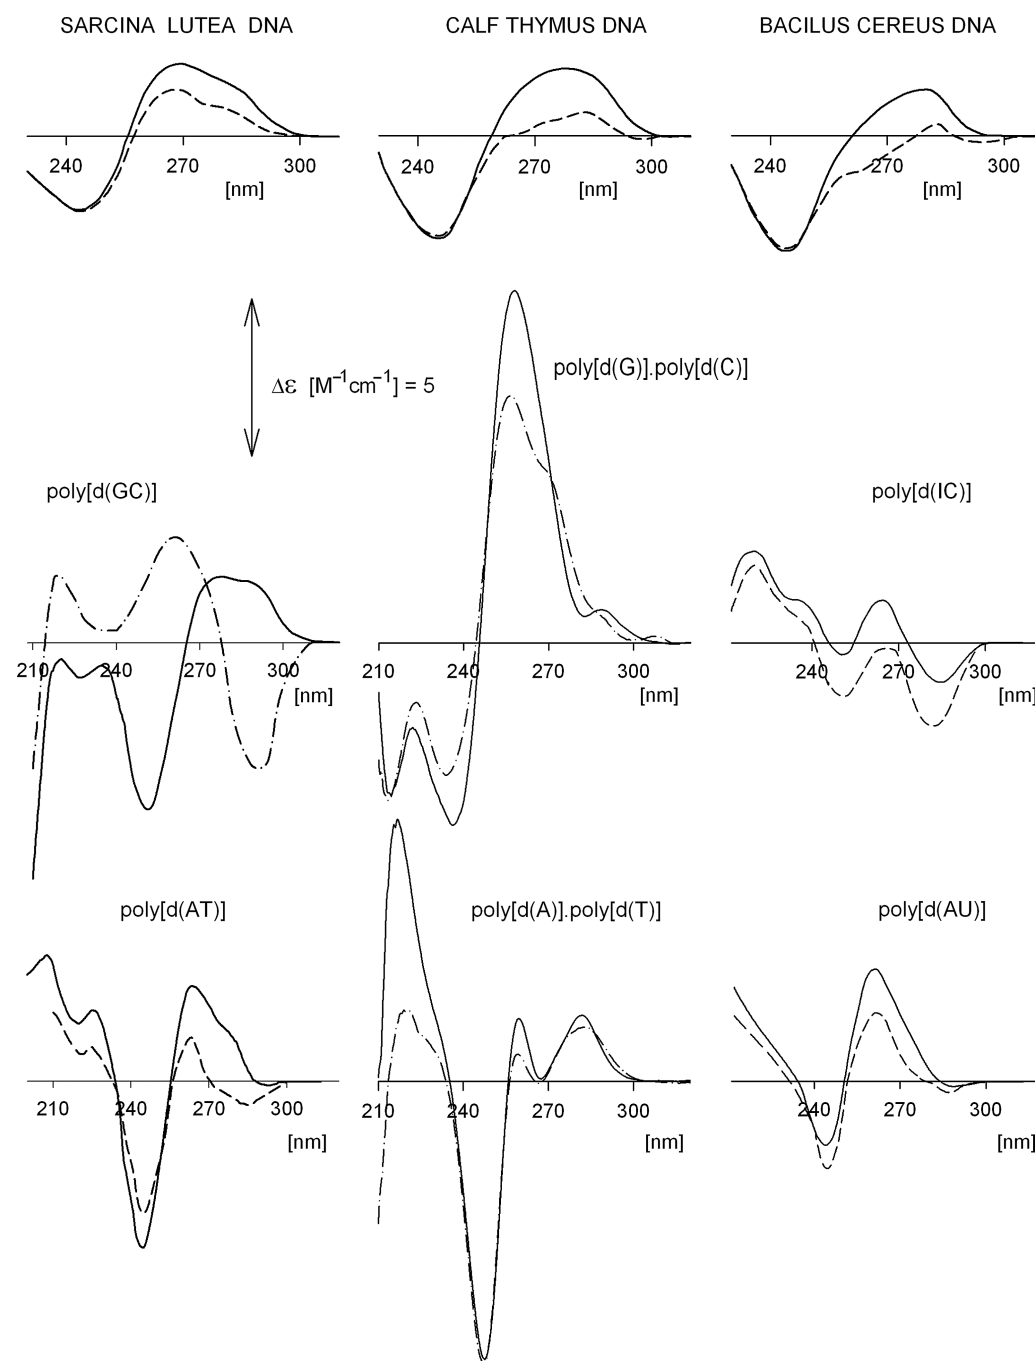 SARCINA LUTEA DNA
CALF THYMUS DNA
BACILUS CEREUS DNA
240 270 300
[nm]
240 270 300
[nm]
240 270 300
[nm]
Δε [M⁻¹cm⁻¹] = 5
poly[d(G)].poly[d(C)]
poly[d(GC)]
poly[d(IC)]
210 240 270 300
[nm]
210 240 270 300
[nm]
240 270 300
[nm]
poly[d(AT)]
poly[d(A)].poly[d(T)]
poly[d(AU)]
210 240 270 300
[nm]
210 240 270 300
[nm]
240 270 300
[nm]